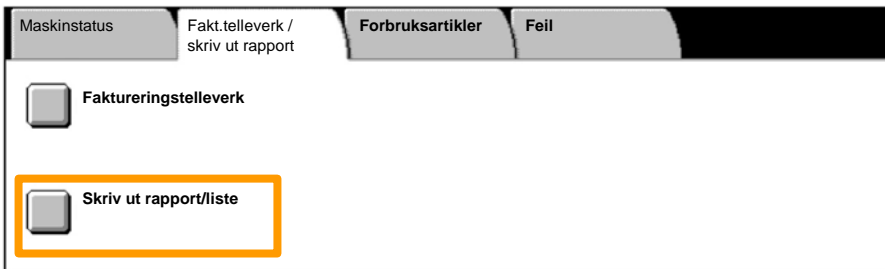 Maskinstatus
Fakt.telleverk /
skriv ut rapport
Forbruksartikler
Feil
Faktureringstelleverk
Skriv ut rapport/liste